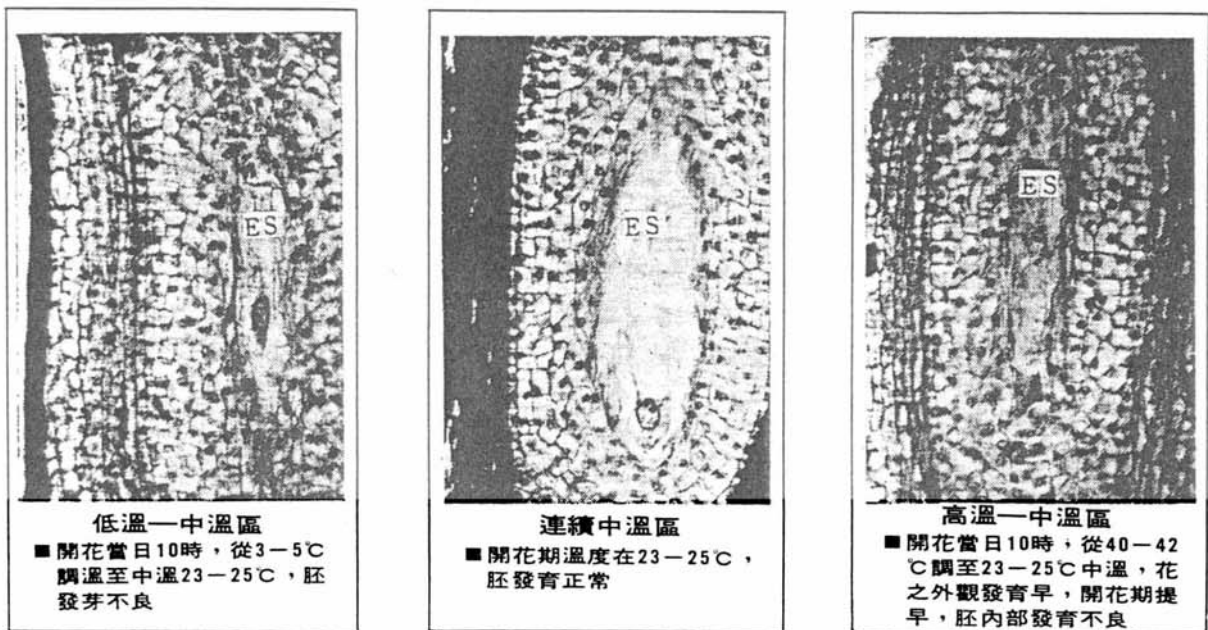 ES
低溫—中溫區
■開花當日10時，從3—5℃
調溫至中溫23—25℃，胚
發芽不良
ES
連續中溫區
■開花期溫度在23—25℃，
胚發育正常
ES
高溫—中溫區
■開花當日10時，從40—42
℃調至23—25℃中溫，花
之外觀發育早，開花期提
早，胚內部發育不良